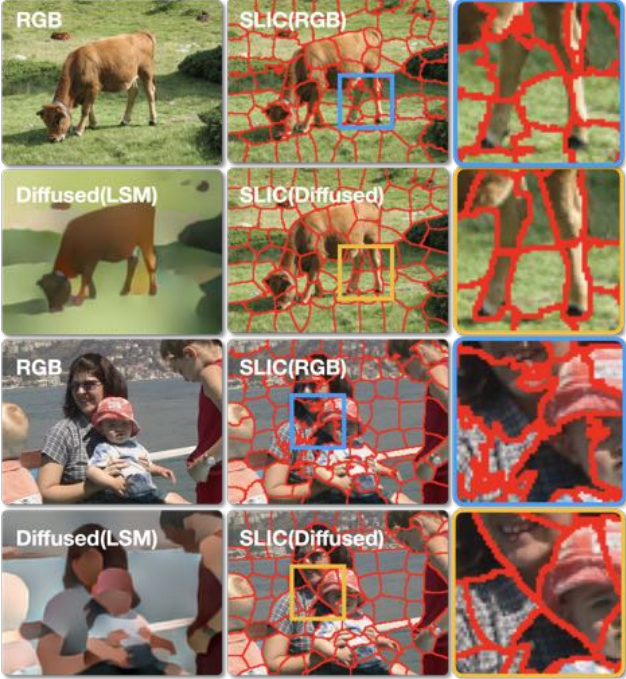 RGB
SLIC(RGB)
Diffused(LSM)
SLIC(Diffused)
RGB
SLIC(RGB)
Diffused(LSM)
SLIC(Diffused)